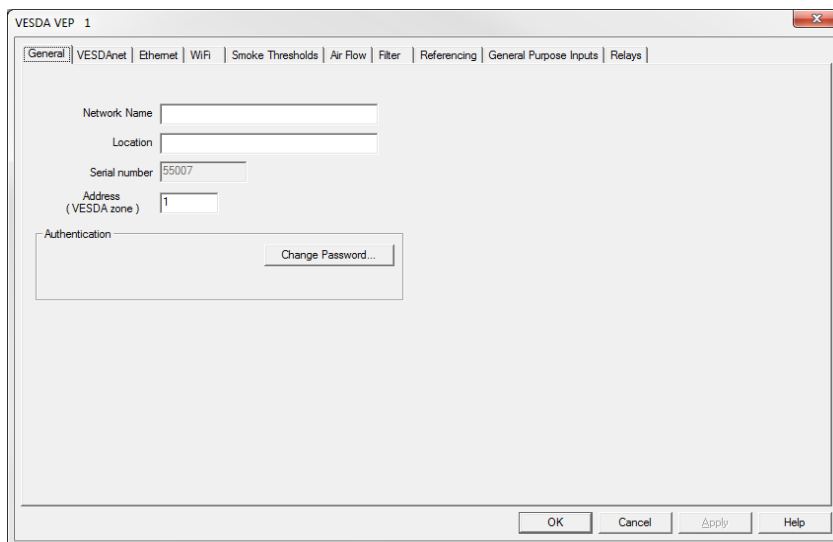 VESDA VEP 1
General VESDAnet Ethernet WiFi Smoke Thresholds Air Flow Filter Referencing General Purpose Inputs Relays
Network Name
Location
Serial number 55007
Address
( VESDA zone ) 1
Authentication
Change Password...
OK Cancel Apply Help